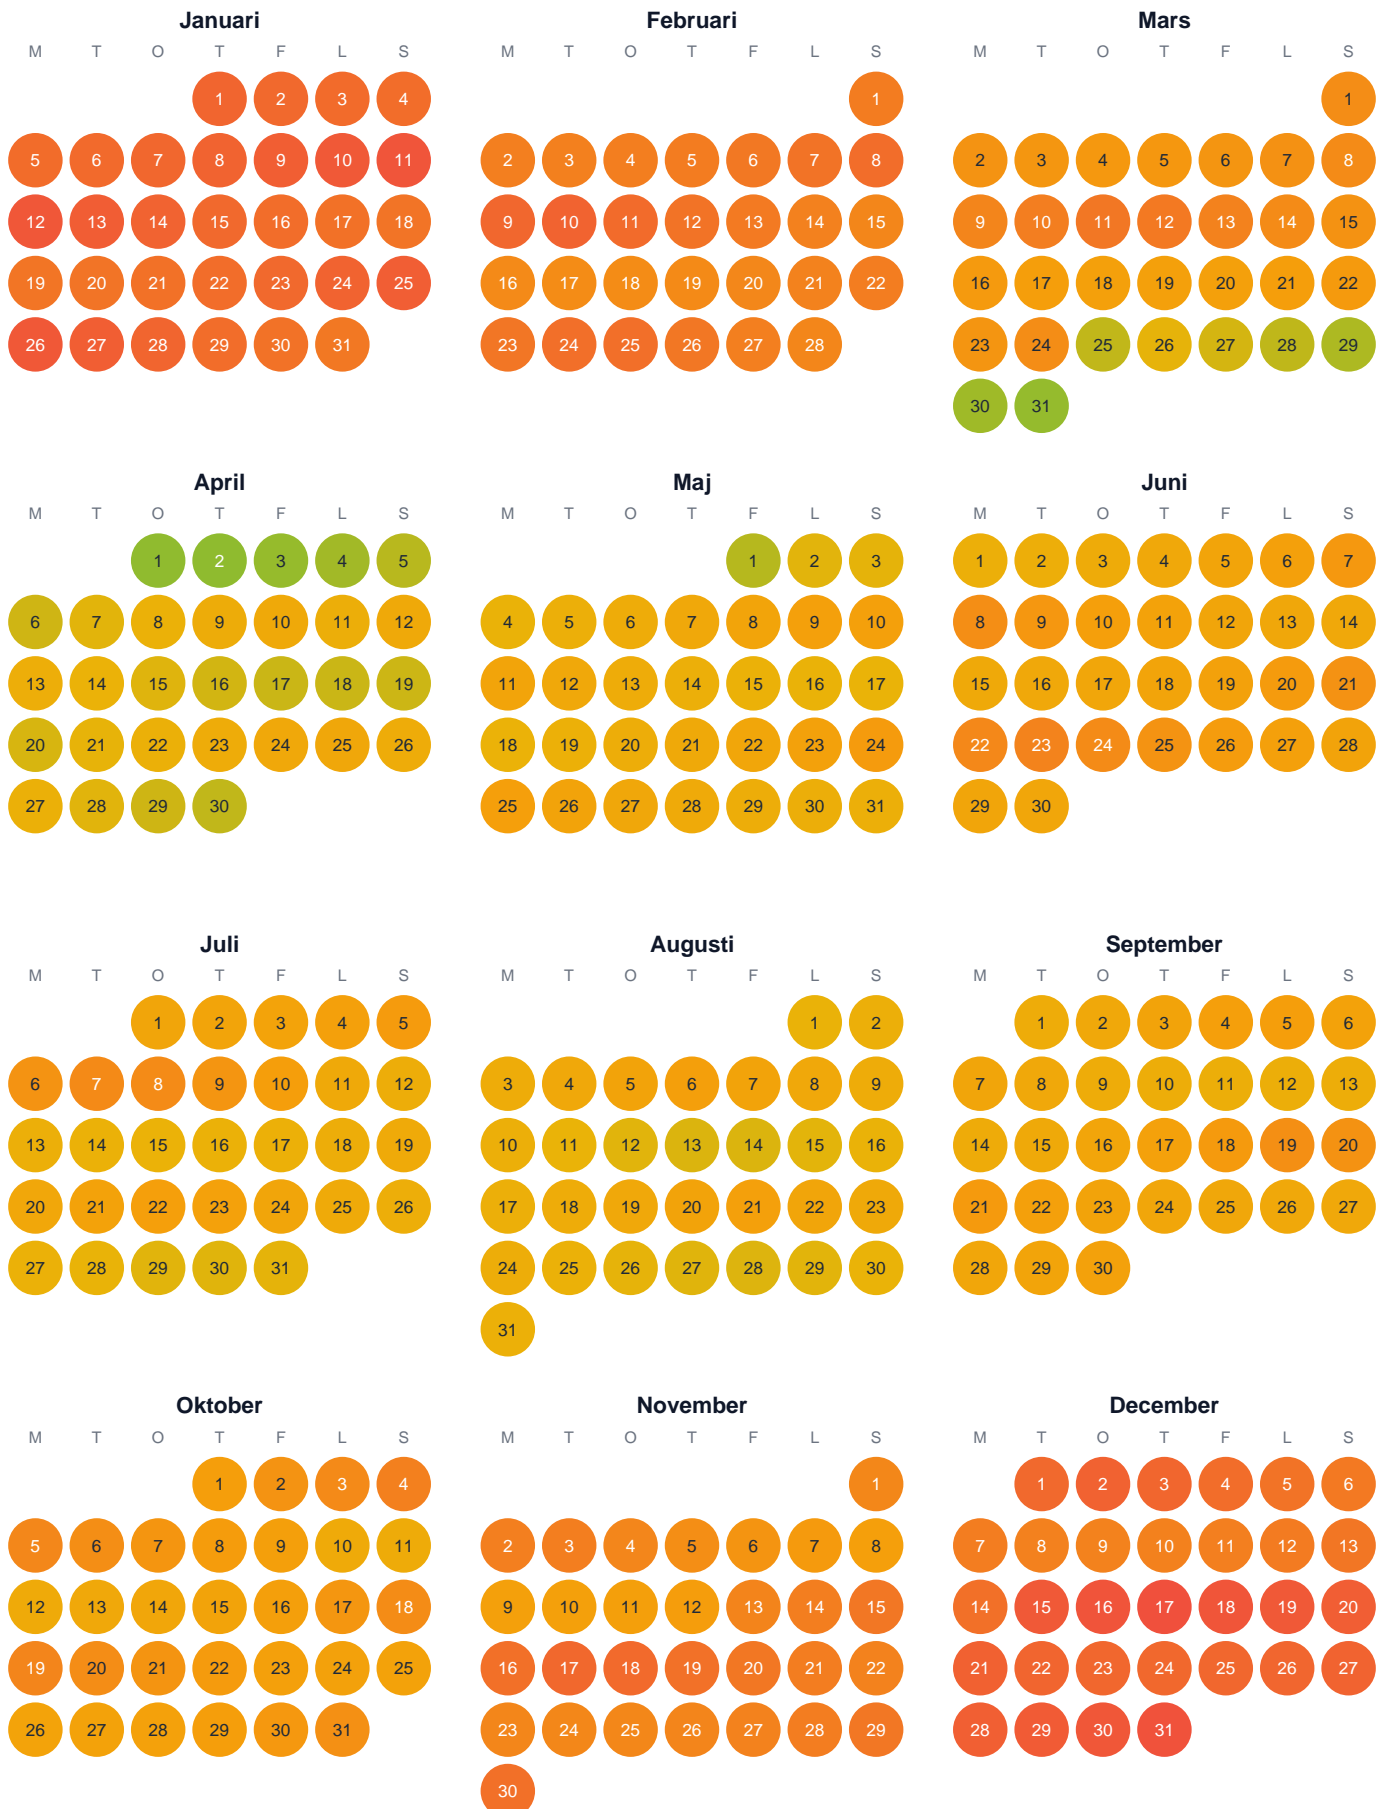 Januari Februari Mars
M T O T F L S M T O T F L S M T O T F L S
1 2 3 4 1 1
5 6 7 8 9 10 11 2 3 4 5 6 7 8 2 3 4 5 6 7 8
12 13 14 15 16 17 18 9 10 11 12 13 14 15 9 10 11 12 13 14 15
19 20 21 22 23 24 25 16 17 18 19 20 21 22 16 17 18 19 20 21 22
26 27 28 29 30 31 23 24 25 26 27 28 23 24 25 26 27 28 29
30 31
April Maj Juni
M T O T F L S M T O T F L S M T O T F L S
1 2 3 4 5 1 2 3 1 2 3 4 5 6 7
6 7 8 9 10 11 12 4 5 6 7 8 9 10 8 9 10 11 12 13 14
13 14 15 16 17 18 19 11 12 13 14 15 16 17 15 16 17 18 19 20 21
20 21 22 23 24 25 26 18 19 20 21 22 23 24 22 23 24 25 26 27 28
27 28 29 30 25 26 27 28 29 30 31 29 30
Juli Augusti September
M T O T F L S M T O T F L S M T O T F L S
1 2 3 4 5 1 2 1 2 3 4 5 6
6 7 8 9 10 11 12 3 4 5 6 7 8 9 7 8 9 10 11 12 13
13 14 15 16 17 18 19 10 11 12 13 14 15 16 14 15 16 17 18 19 20
20 21 22 23 24 25 26 17 18 19 20 21 22 23 21 22 23 24 25 26 27
27 28 29 30 31 24 25 26 27 28 29 30 28 29 30
31
Oktober November December
M T O T F L S M T O T F L S M T O T F L S
1 2 3 4 1 1 2 3 4 5 6
5 6 7 8 9 10 11 2 3 4 5 6 7 8 7 8 9 10 11 12 13
12 13 14 15 16 17 18 9 10 11 12 13 14 15 14 15 16 17 18 19 20
19 20 21 22 23 24 25 16 17 18 19 20 21 22 21 22 23 24 25 26 27
26 27 28 29 30 31 23 24 25 26 27 28 29 28 29 30 31
30